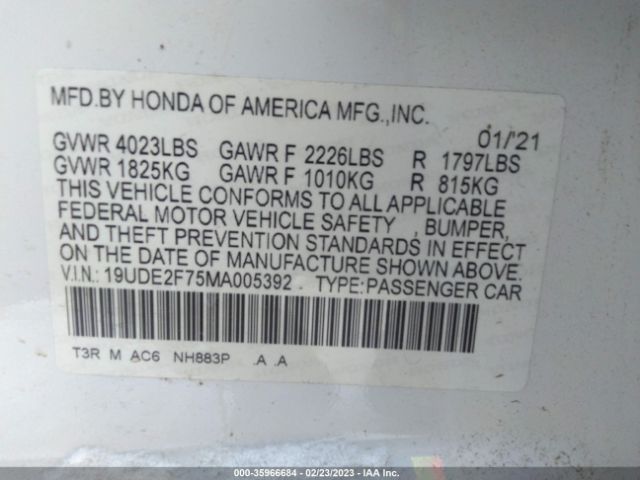 MFD.BY HONDA OF AMERICA MFG.,INC.
01/'21
GVWR 4023LBS GAWR F 2226LBS R 1797LBS
GVWR 1825KG GAWR F 1010KG R 815KG
THIS VEHICLE CONFORMS TO ALL APPLICABLE
FEDERAL MOTOR VEHICLE SAFETY , BUMPER,
AND THEFT PREVENTION STANDARDS IN EFFECT
ON THE DATE OF MANUFACTURE SHOWN ABOVE.
V.I.N.: 19UDE2F75MA005392 TYPE:PASSENGER CAR
T3R M AC6 NH883P .A .A
000-35966684 - 02/23/2023 - IAA Inc.